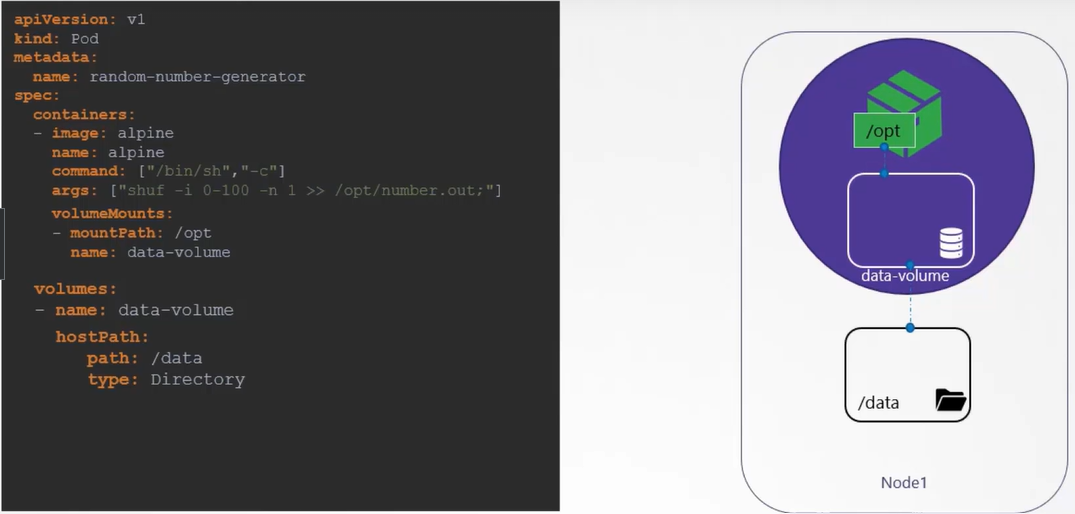 apiVersion: v1
kind: Pod
metadata:
  name: random-number-generator
spec:
  containers:
  - image: alpine
    name: alpine
    command: ["/bin/sh","-c"]
    args: ["shuf -i 0-100 -n 1 >> /opt/number.out;"]
    volumeMounts:
    - mountPath: /opt
      name: data-volume
  volumes:
  - name: data-volume
    hostPath:
       path: /data
       type: Directory
/opt
data-volume
/data
Node1